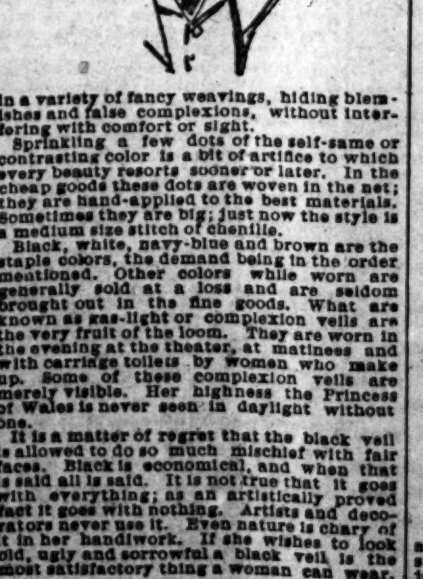 in a variety of fancy weavings, hiding blem-
ishes and false complexions, without inter-
fering with comfort or sight.
Sprinkling a few dots of the self-same or
contrasting color is a bit of artifice to which
every beauty resorts sooner or later. In the
cheap goods these dots are woven in the net;
they are hand-applied to the best materials.
Sometimes they are big; just now the style is
a medium size stitch of chenille.
Black, white, navy-blue and brown are the
staple colors, the demand being in the order
mentioned. Other colors while worn are
generally sold at a loss and are seldom
brought out in the fine goods. What are
known as gas-light or complexion veils are
the very fruit of the loom. They are worn in
the evening at the theater, at matinees and
with carriage toilets by women who make
up. Some of these complexion veils are
merely visible. Her highness the Princess
of Wales is never seen in daylight without
one.
It is a matter of regret that the black veil
is allowed to do so much mischief with fair
faces. Black is economical, and when that
is said all is said. It is not true that it goes
with everything; as an artistically proved
fact it goes with nothing. Artists and deco-
rators never use it. Even nature is chary of
it in her handiwork. If she wishes to look
old, ugly and sorrowful a black veil is the
most satisfactory thing a woman can wear.